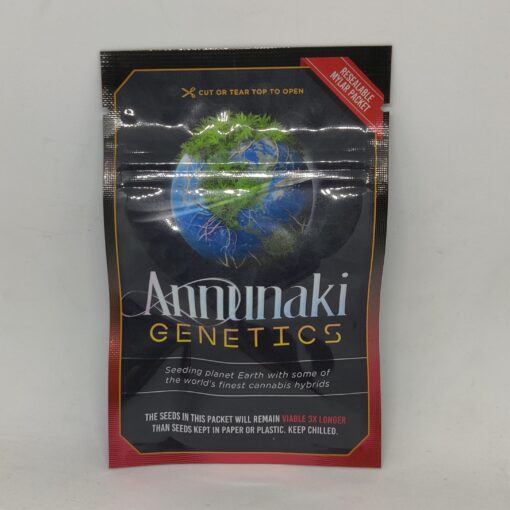 CUT OR TEAR TOP TO OPEN
RESEALABLE
MYLAR PACKET
Annunaki
GENETICS
Seeding planet Earth with some of
the world's finest cannabis hybrids
THE SEEDS IN THIS PACKET WILL REMAIN VIABLE 3X LONGER
THAN SEEDS KEPT IN PAPER OR PLASTIC. KEEP CHILLED.